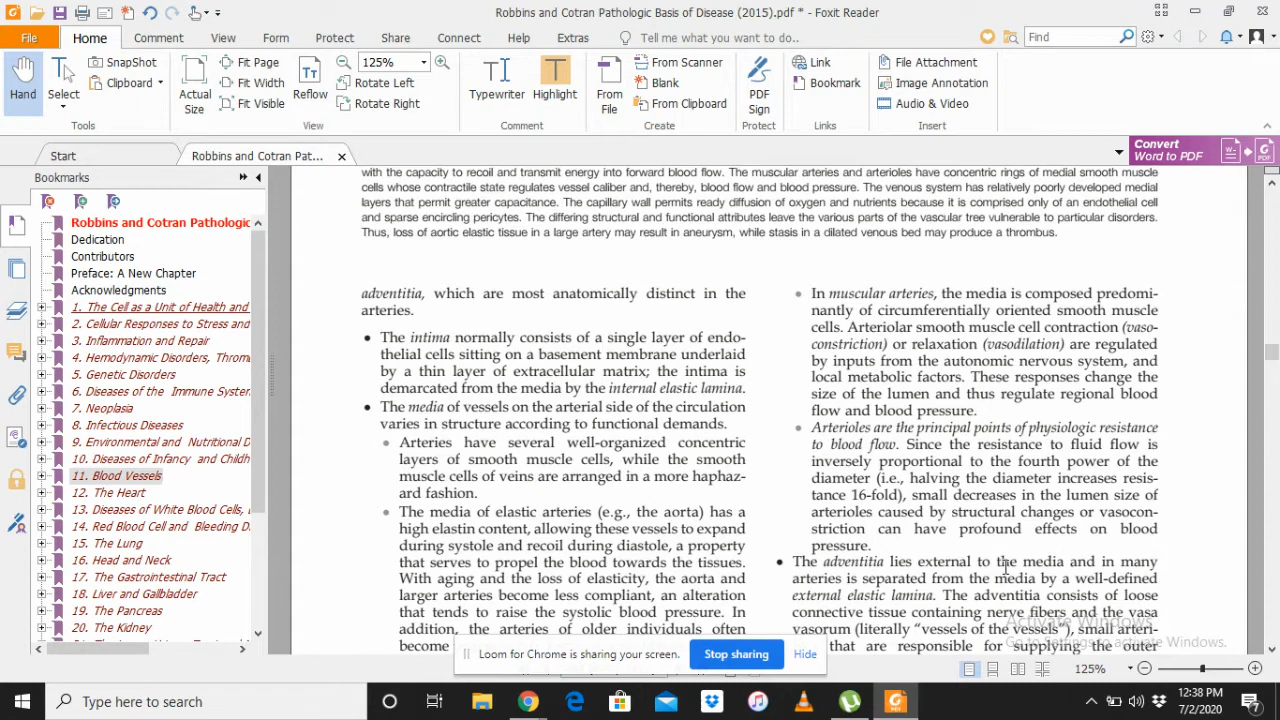 Robbins and Cotran Pathologic Basis of Disease (2015).pdf * - Foxit Reader
File Home Comment View Form Protect Share Connect Help Extras Tell me what you want to do.. Find
Hand Select SnapShot Clipboard Actual Size Fit Page Fit Width Fit Visible Reflow 125% Rotate Left Rotate Right Typewriter Highlight From File From Scanner Blank From Clipboard PDF Sign Link Bookmark File Attachment Image Annotation Audio & Video
Tools View Comment Create Protect Links Insert
Start Robbins and Cotran Pat... Convert Word to PDF
Bookmarks
Robbins and Cotran Pathologic
Dedication
Contributors
Preface: A New Chapter
Acknowledgments
1. The Cell as a Unit of Health and
2. Cellular Responses to Stress and
3. Inflammation and Repair
4. Hemodynamic Disorders, Thromb
5. Genetic Disorders
6. Diseases of the Immune System
7. Neoplasia
8. Infectious Diseases
9. Environmental and Nutritional D
10. Diseases of Infancy and Childh
11. Blood Vessels
12. The Heart
13. Diseases of White Blood Cells, L
14. Red Blood Cell and Bleeding D
15. The Lung
16. Head and Neck
17. The Gastrointestinal Tract
18. Liver and Gallbladder
19. The Pancreas
20. The Kidney
with the capacity to recoil and transmit energy into forward blood flow. The muscular arteries and arterioles have concentric rings of medial smooth muscle
cells whose contractile state regulates vessel caliber and, thereby, blood flow and blood pressure. The venous system has relatively poorly developed medial
layers that permit greater capacitance. The capillary wall permits ready diffusion of oxygen and nutrients because it is comprised only of an endothelial cell
and sparse encircling pericytes. The differing structural and functional attributes leave the various parts of the vascular tree vulnerable to particular disorders.
Thus, loss of aortic elastic tissue in a large artery may result in aneurysm, while stasis in a dilated venous bed may produce a thrombus.
adventitia, which are most anatomically distinct in the
arteries.
• The intima normally consists of a single layer of endo-
thelial cells sitting on a basement membrane underlaid
by a thin layer of extracellular matrix; the intima is
demarcated from the media by the internal elastic lamina.
• The media of vessels on the arterial side of the circulation
varies in structure according to functional demands.
• Arteries have several well-organized concentric
layers of smooth muscle cells, while the smooth
muscle cells of veins are arranged in a more haphaz-
ard fashion.
• The media of elastic arteries (e.g., the aorta) has a
high elastin content, allowing these vessels to expand
during systole and recoil during diastole, a property
that serves to propel the blood towards the tissues.
With aging and the loss of elasticity, the aorta and
larger arteries become less compliant, an alteration
that tends to raise the systolic blood pressure. In
addition, the arteries of older individuals often
become
• In muscular arteries, the media is composed predomi-
nantly of circumferentially oriented smooth muscle
cells. Arteriolar smooth muscle cell contraction (vaso-
constriction) or relaxation (vasodilation) are regulated
by inputs from the autonomic nervous system, and
local metabolic factors. These responses change the
size of the lumen and thus regulate regional blood
flow and blood pressure.
• Arterioles are the principal points of physiologic resistance
to blood flow. Since the resistance to fluid flow is
inversely proportional to the fourth power of the
diameter (i.e., halving the diameter increases resis-
tance 16-fold), small decreases in the lumen size of
arterioles caused by structural changes or vasocon-
striction can have profound effects on blood
pressure.
• The adventitia lies external to the media and in many
arteries is separated from the media by a well-defined
external elastic lamina. The adventitia consists of loose
connective tissue containing nerve fibers and the vasa
vasorum (literally “vessels of the vessels”), small arteri-
that are responsible for supplying the outer
Activate Windows
Go to Settings to activate Windows.
Loom for Chrome is sharing your screen. Stop sharing Hide
125%
Type here to search
12:38 PM
7/2/2020
7